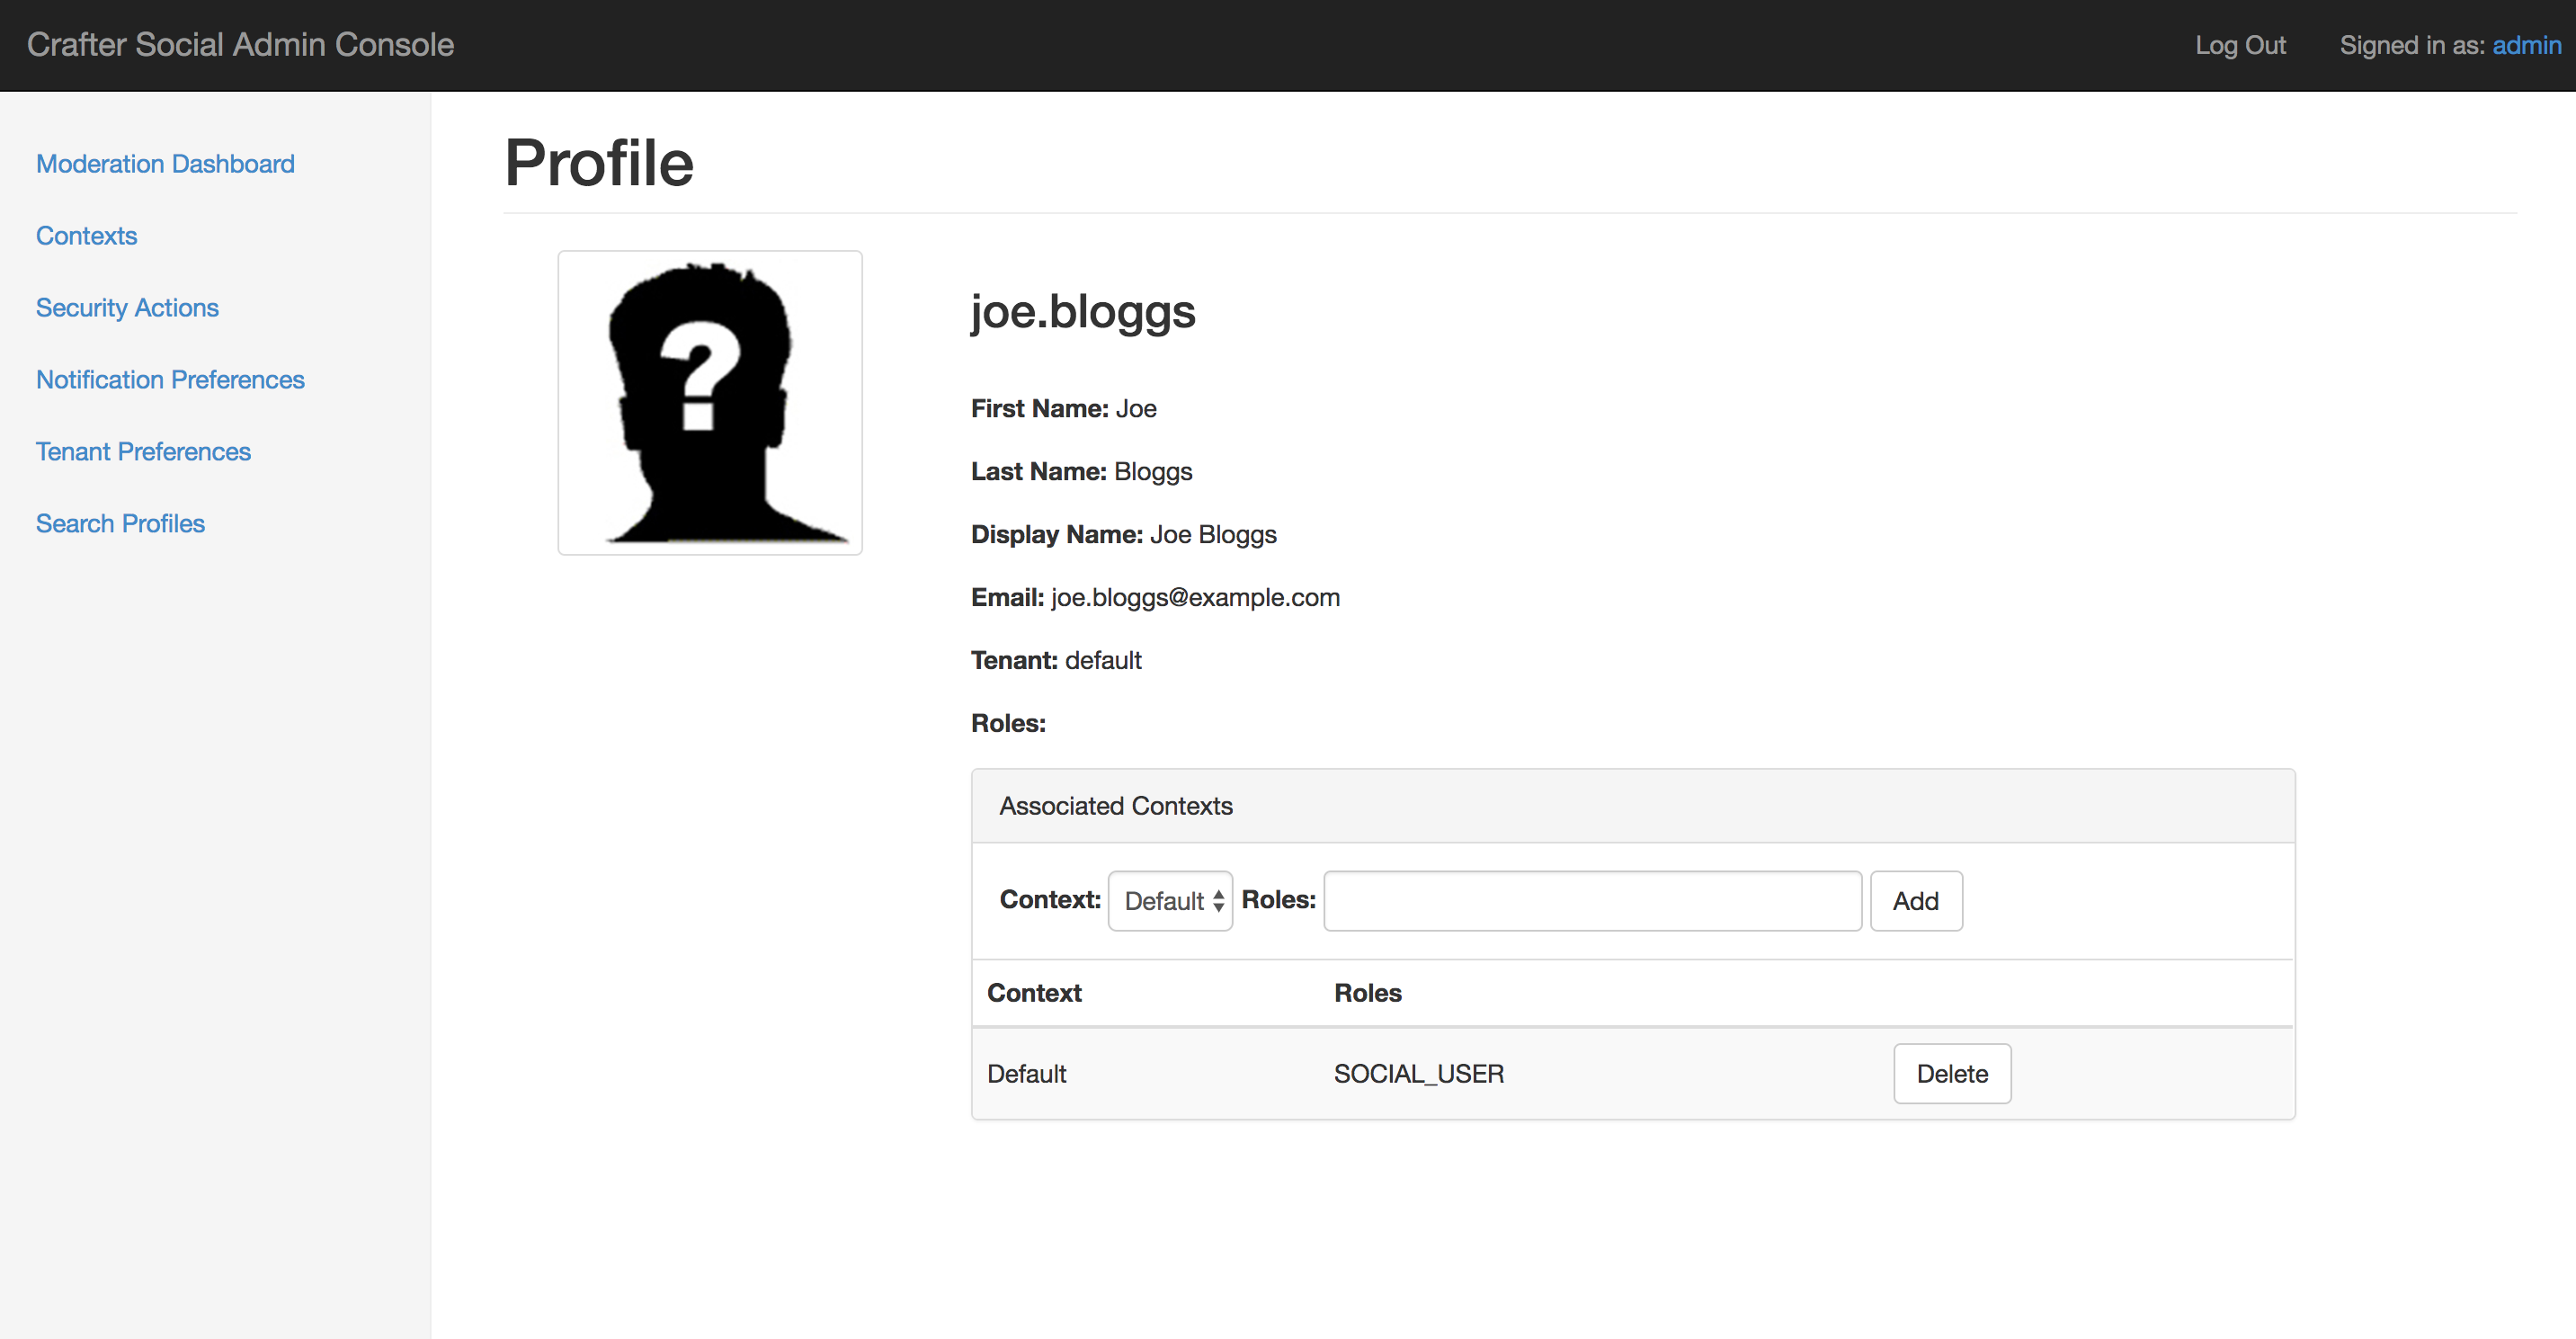 Crafter Social Admin Console Log Out Signed in as: admin
Moderation Dashboard
Contexts
Security Actions
Notification Preferences
Tenant Preferences
Search Profiles
Profile
?
joe.bloggs
First Name: Joe
Last Name: Bloggs
Display Name: Joe Bloggs
Email: joe.bloggs@example.com
Tenant: default
Roles:
Associated Contexts
Context: Default Roles: Add
Context Roles
Default SOCIAL_USER Delete